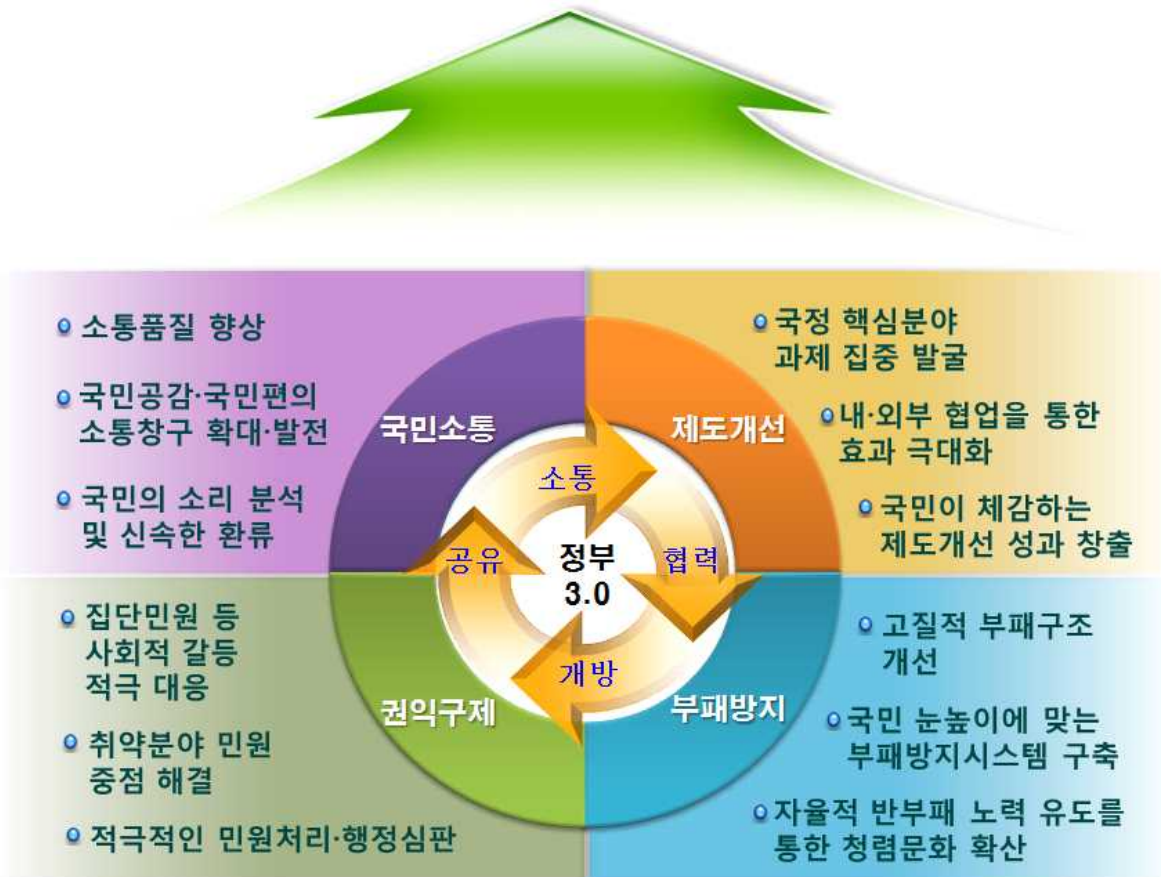 소통품질 향상
국민공감·국민편의
소통창구 확대·발전
국민의 소리 분석
및 신속한 환류
국민소통
국정 핵심분야
과제 집중 발굴
내·외부 협업을 통한
효과 극대화
국민이 체감하는
제도개선 성과 창출
제도개선
소통
공유
정부
3.0
협력
개방
집단민원 등
사회적 갈등
적극 대응
취약분야 민원
중점 해결
적극적인 민원처리·행정심판
권익구제
부패방지
고질적 부패구조
개선
국민 눈높이에 맞는
부패방지시스템 구축
자율적 반부패 노력 유도를
통한 청렴문화 확산